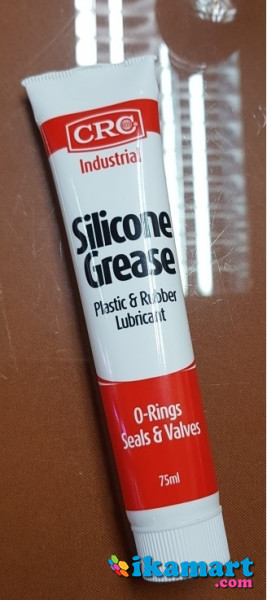 CRC
Industrial
Silicone
Grease
Plastic & Rubber
Lubricant
O-Rings
Seals & Valves
75ml
ikamart.com